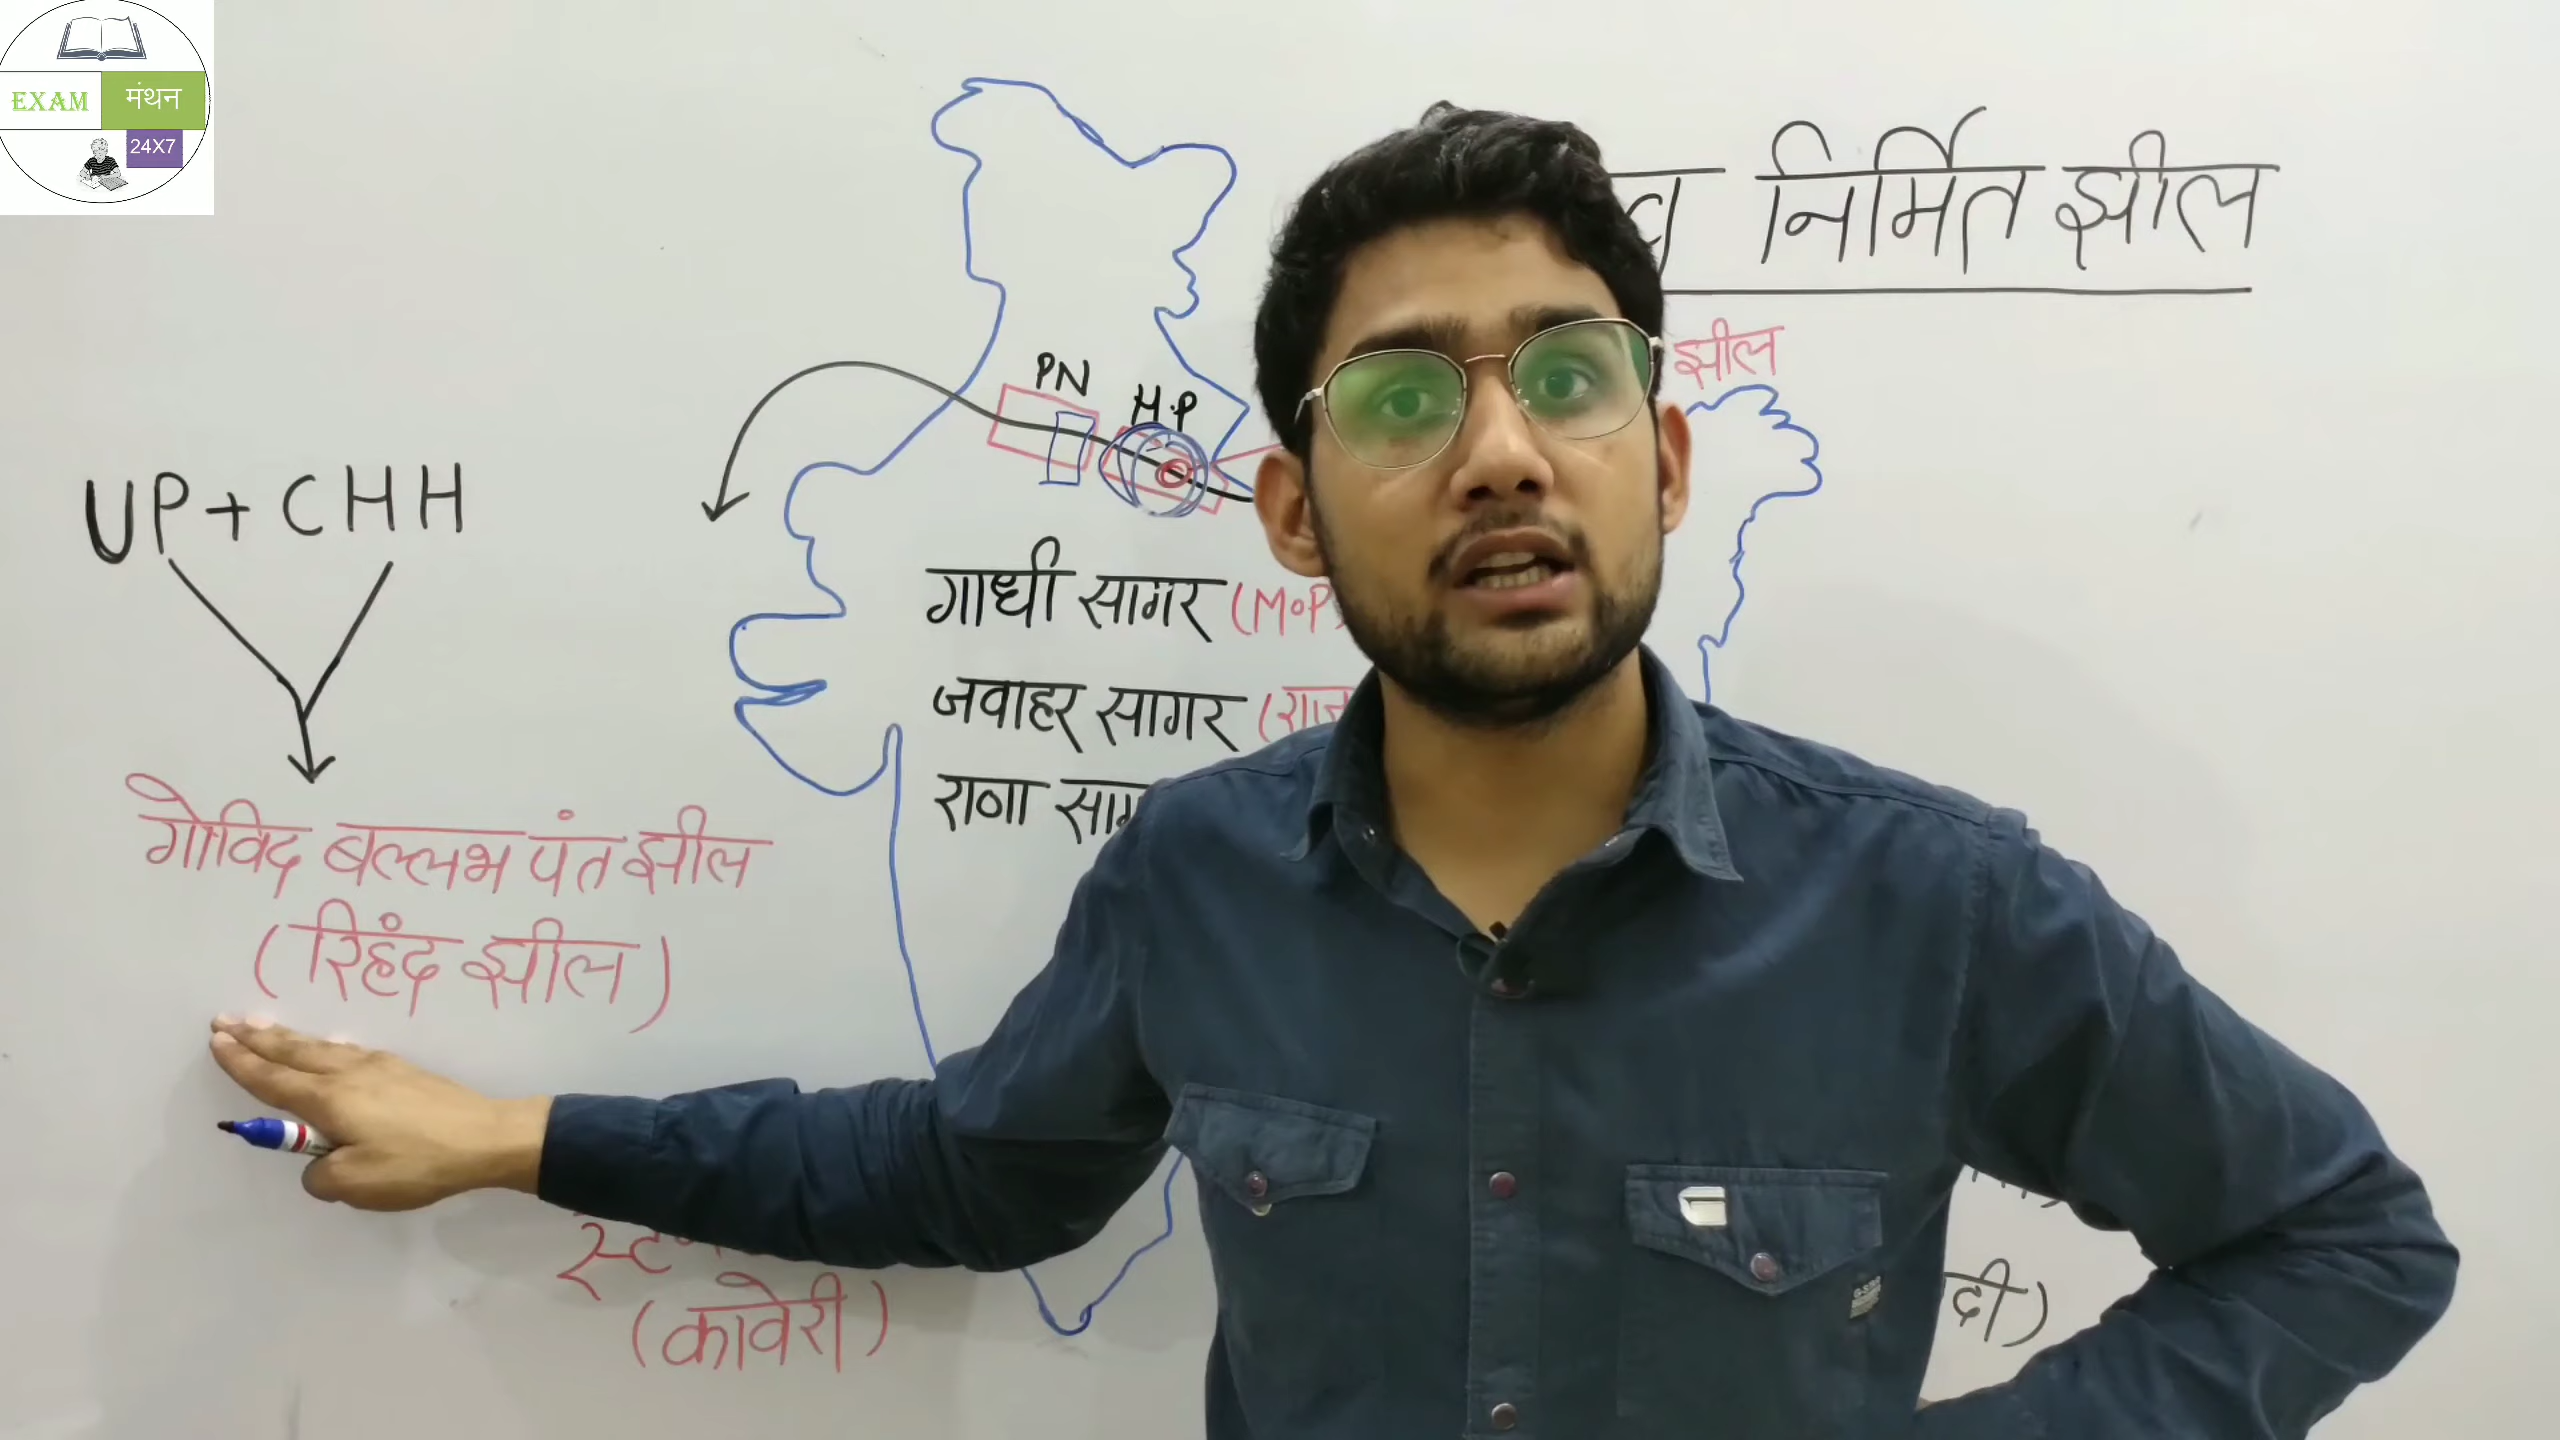 EXAM मंथन
24X7
निर्मित झील
झील
PN
H.P
UP + CHH
गांधी सागर (M.P)
जवाहर सागर (राज
राणा
गोविंद बल्लभ पंत झील
(रिहंद झील)
(कावेरी)